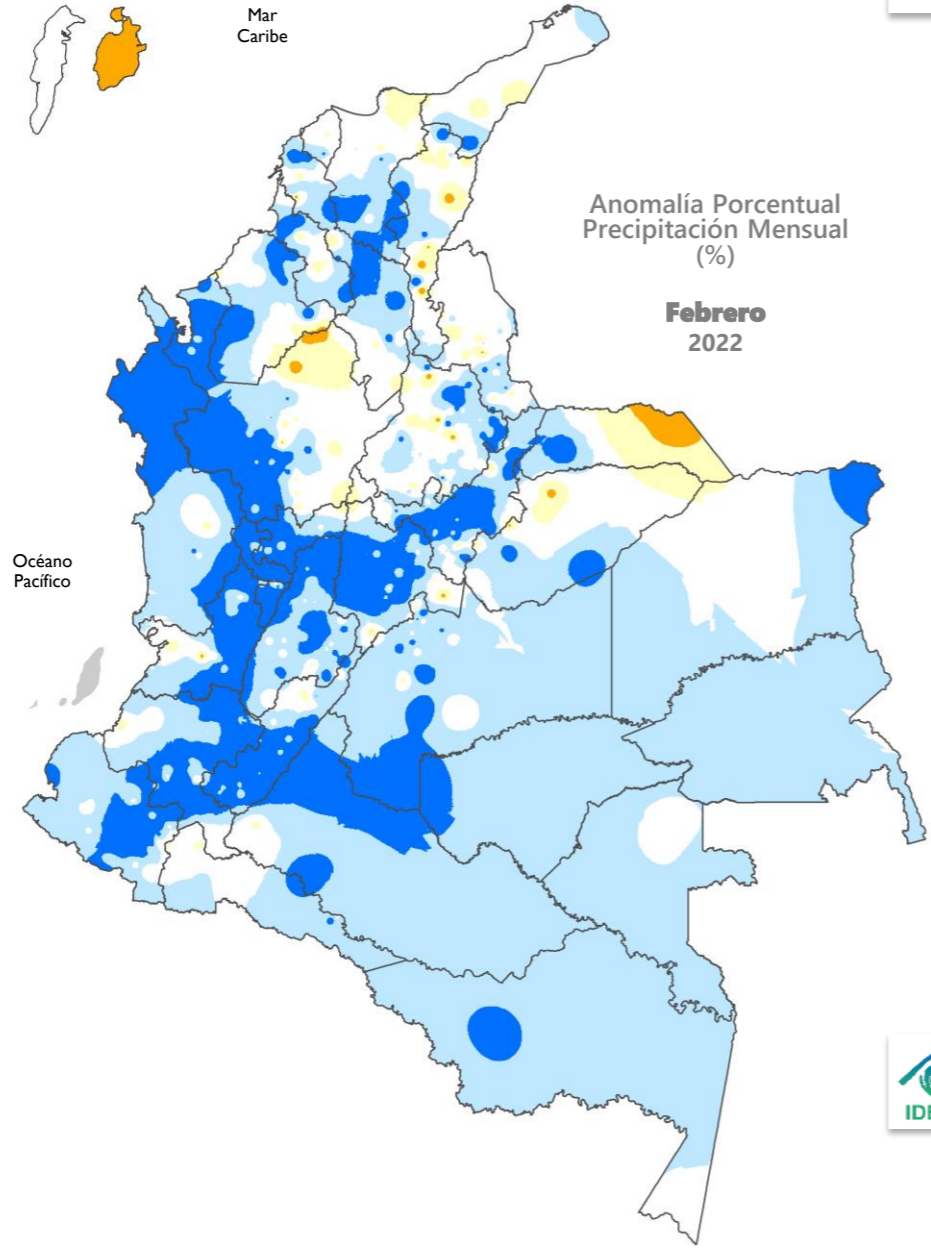 Mar
Caribe
Anomalía Porcentual
Precipitación Mensual
(%)
Febrero
2022
Océano
Pacífico